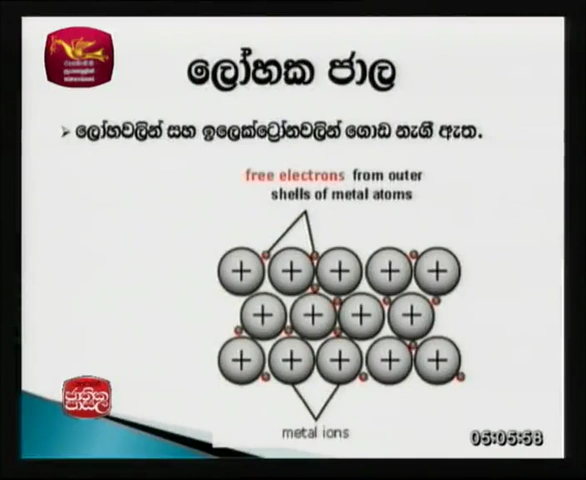 ලෝහක ජාල
➢ ලෝහවලින් සහ ඉලෙක්ට්‍රෝනවලින් ගොඩ නැගී ඇත.
free electrons from outer
shells of metal atoms
+ + + + +
+ + + +
+ + + + +
metal ions
ජාතික
පාසල
05:05:58